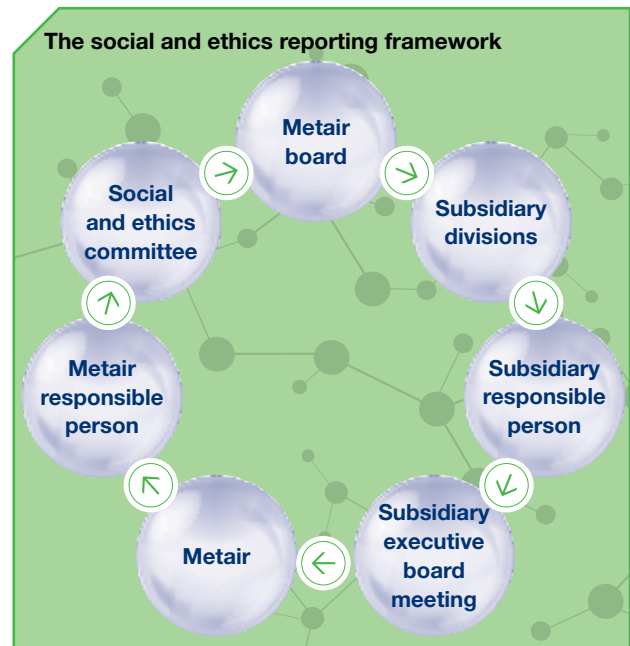 The social and ethics reporting framework
Metair
board
Subsidiary
divisions
Subsidiary
responsible
person
Subsidiary
executive
board
meeting
Metair
Metair
responsible
person
Social
and ethics
committee